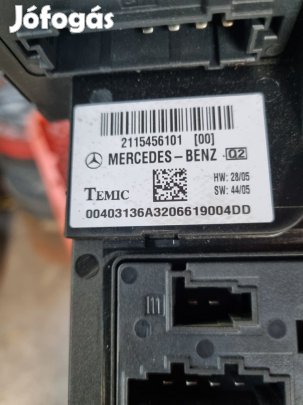 Jófogás
2115456101 [00]
MERCEDES-BENZ 02
HW: 28/05
SW: 44/05
TEMIC
00403136A3206619004DD